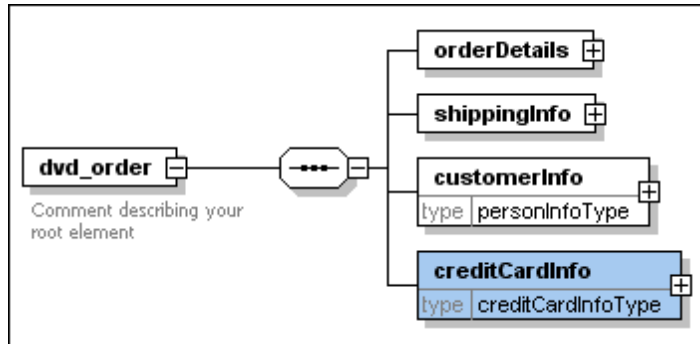 orderDetails
shippingInfo
dvd_order
Comment describing your
root element
customerInfo
type personInfoType
creditCardInfo
type creditCardInfoType